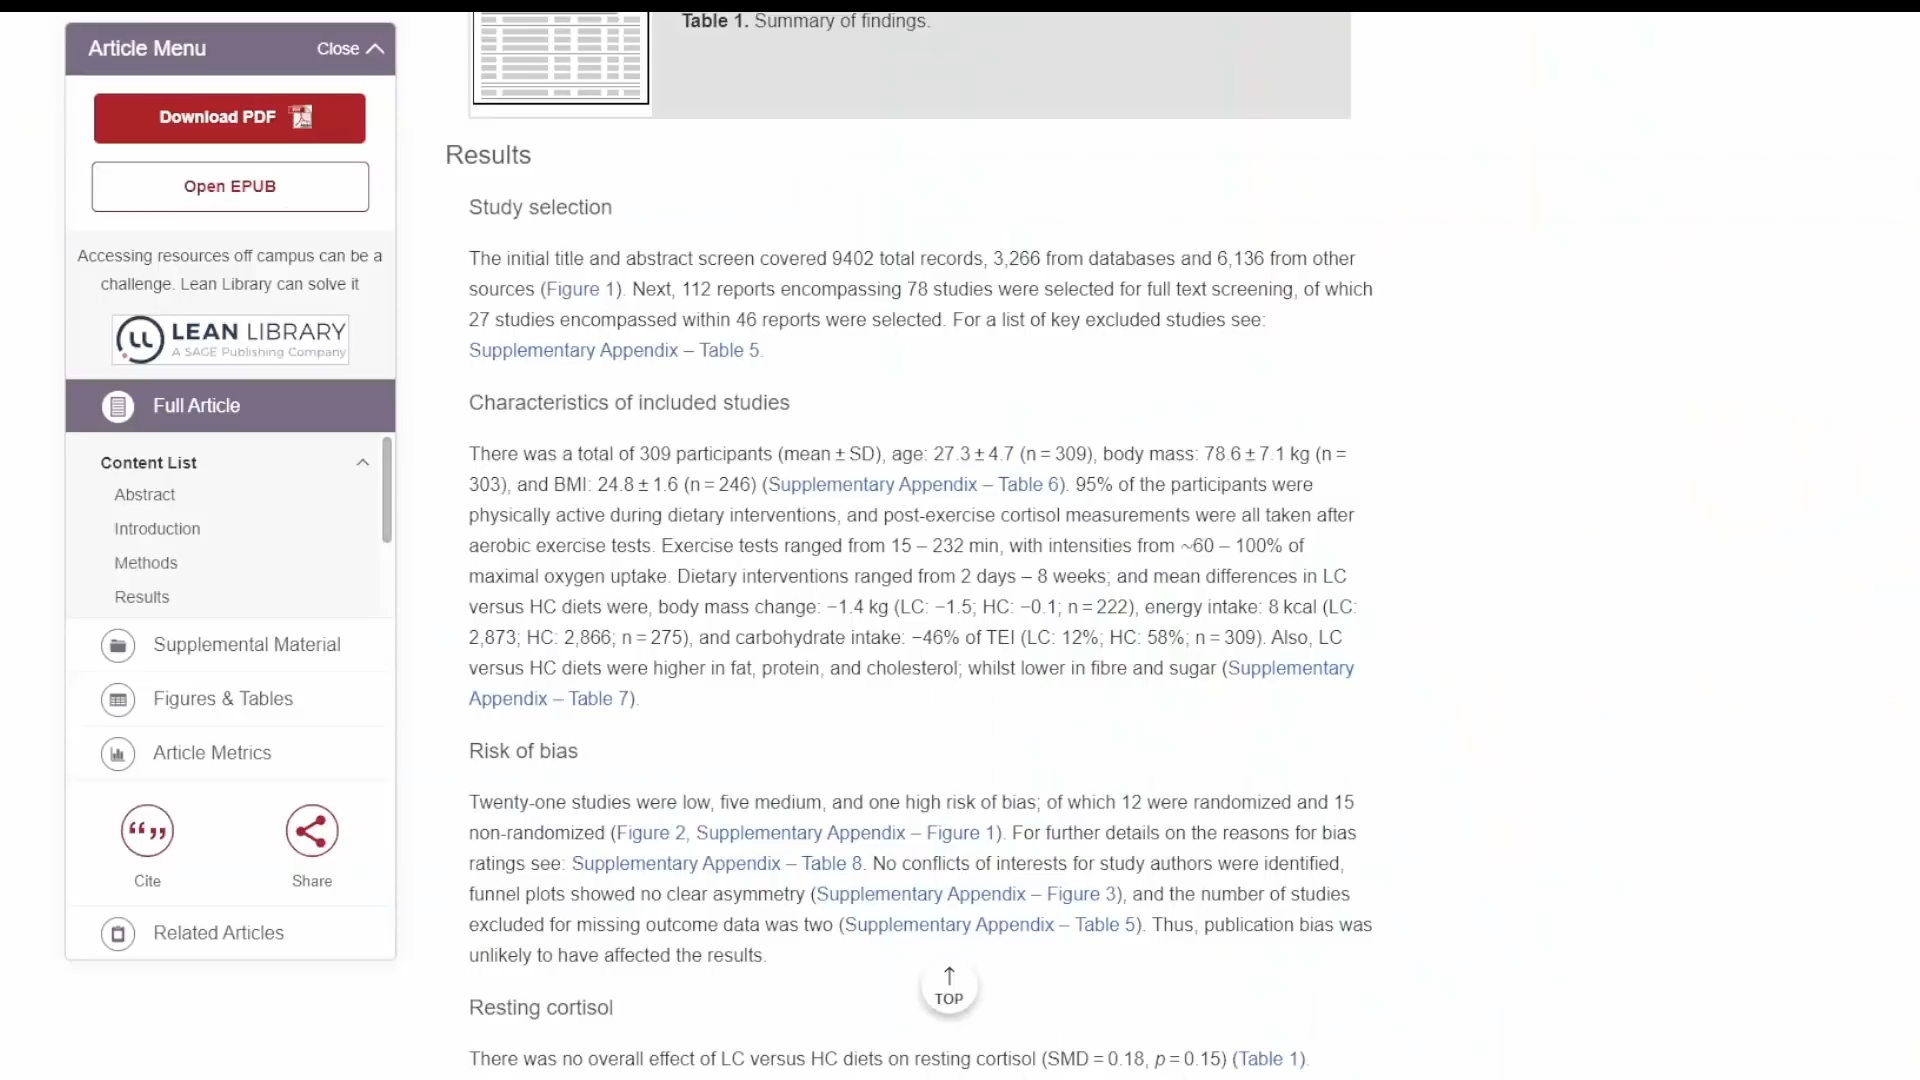 Article Menu
Close
Download PDF
Open EPUB
Accessing resources off campus can be a
challenge. Lean Library can solve it
LEAN LIBRARY
A SAGE Publishing Company
Full Article
Content List
Abstract
Introduction
Methods
Results
Supplemental Material
Figures & Tables
Article Metrics
Cite
Share
Related Articles
Table 1. Summary of findings.
Results
Study selection
The initial title and abstract screen covered 9402 total records, 3,266 from databases and 6,136 from other
sources (Figure 1). Next, 112 reports encompassing 78 studies were selected for full text screening, of which
27 studies encompassed within 46 reports were selected. For a list of key excluded studies see:
Supplementary Appendix – Table 5.
Characteristics of included studies
There was a total of 309 participants (mean ± SD), age: 27.3 ± 4.7 (n = 309), body mass: 78.6 ± 7.1 kg (n =
303), and BMI: 24.8 ± 1.6 (n = 246) (Supplementary Appendix – Table 6). 95% of the participants were
physically active during dietary interventions, and post-exercise cortisol measurements were all taken after
aerobic exercise tests. Exercise tests ranged from 15 – 232 min, with intensities from ~60 – 100% of
maximal oxygen uptake. Dietary interventions ranged from 2 days – 8 weeks; and mean differences in LC
versus HC diets were, body mass change: −1.4 kg (LC: −1.5; HC: −0.1; n = 222), energy intake: 8 kcal (LC:
2,873; HC: 2,866; n = 275), and carbohydrate intake: −46% of TEI (LC: 12%; HC: 58%; n = 309). Also, LC
versus HC diets were higher in fat, protein, and cholesterol; whilst lower in fibre and sugar (Supplementary
Appendix – Table 7).
Risk of bias
Twenty-one studies were low, five medium, and one high risk of bias; of which 12 were randomized and 15
non-randomized (Figure 2, Supplementary Appendix – Figure 1). For further details on the reasons for bias
ratings see: Supplementary Appendix – Table 8. No conflicts of interests for study authors were identified,
funnel plots showed no clear asymmetry (Supplementary Appendix – Figure 3), and the number of studies
excluded for missing outcome data was two (Supplementary Appendix – Table 5). Thus, publication bias was
unlikely to have affected the results.
TOP
Resting cortisol
There was no overall effect of LC versus HC diets on resting cortisol (SMD = 0.18, p = 0.15) (Table 1).